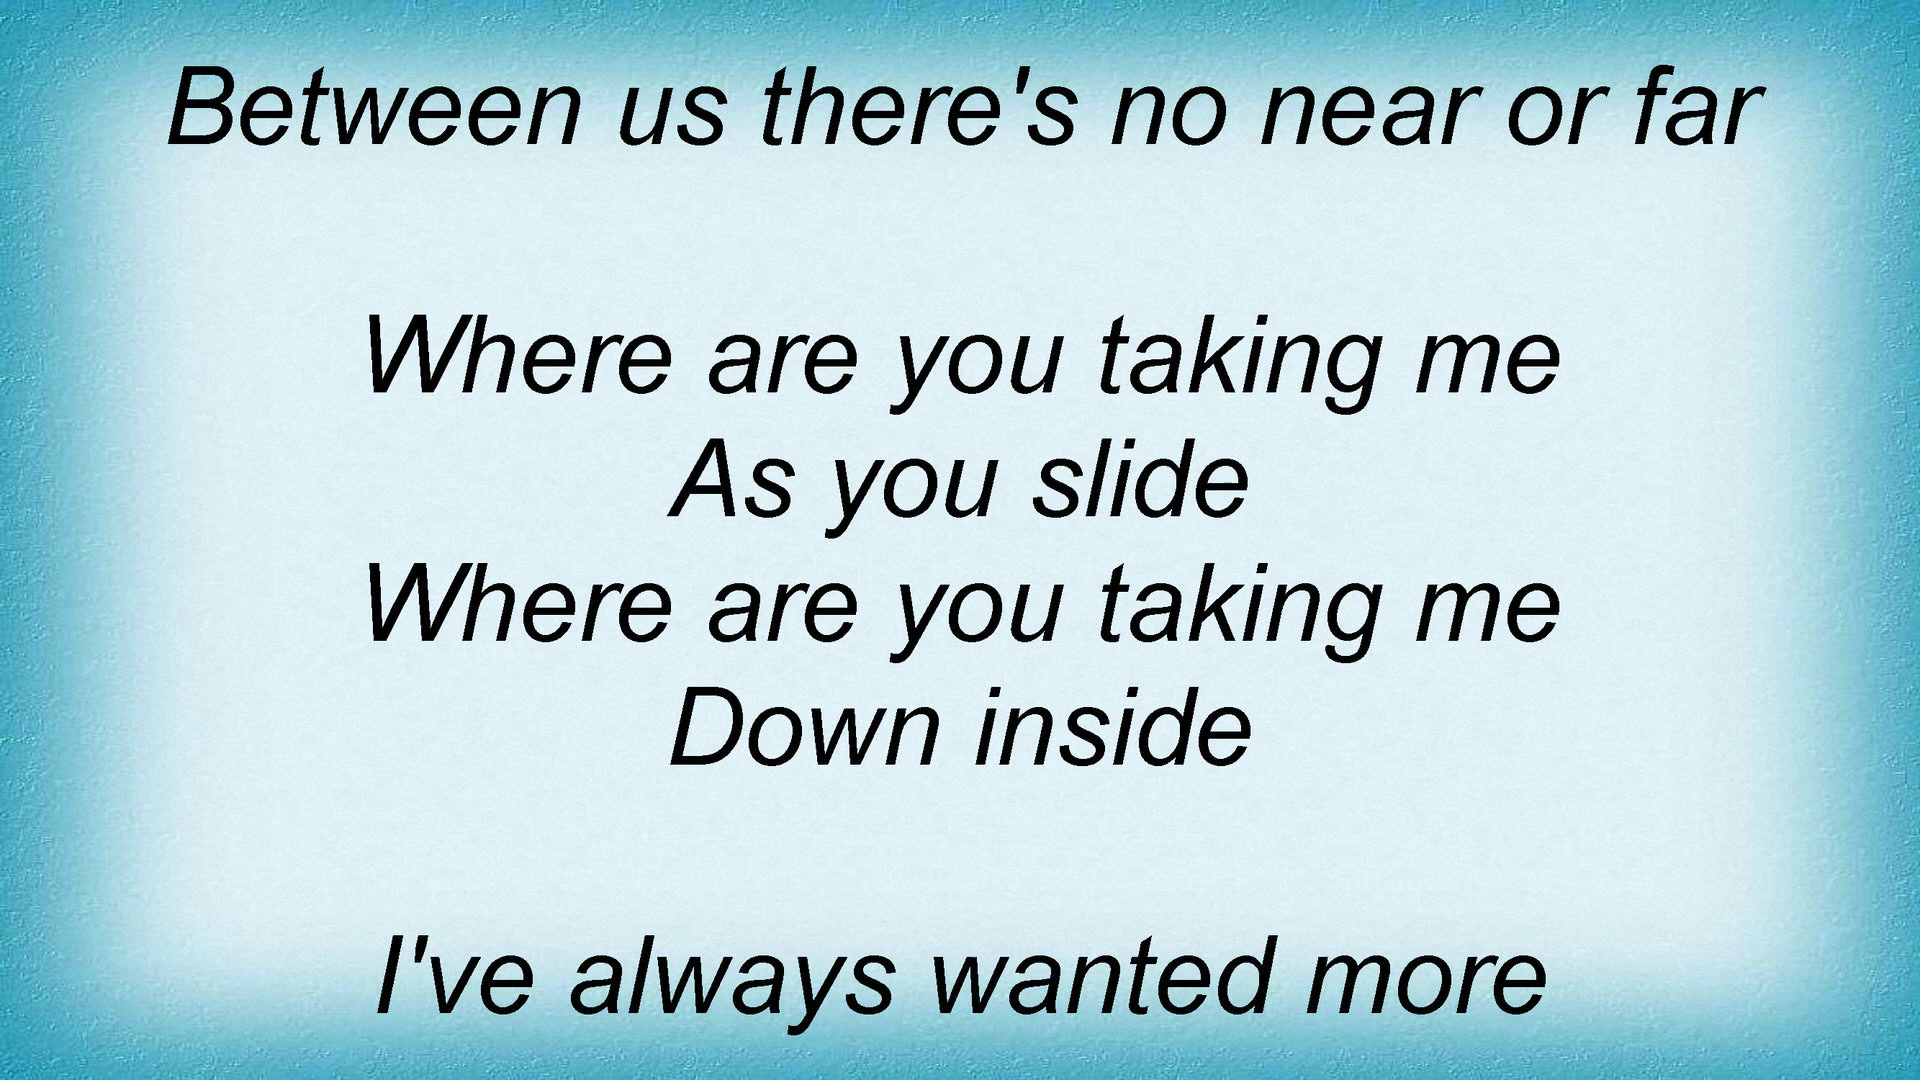 Between us there's no near or far
Where are you taking me
As you slide
Where are you taking me
Down inside
I've always wanted more